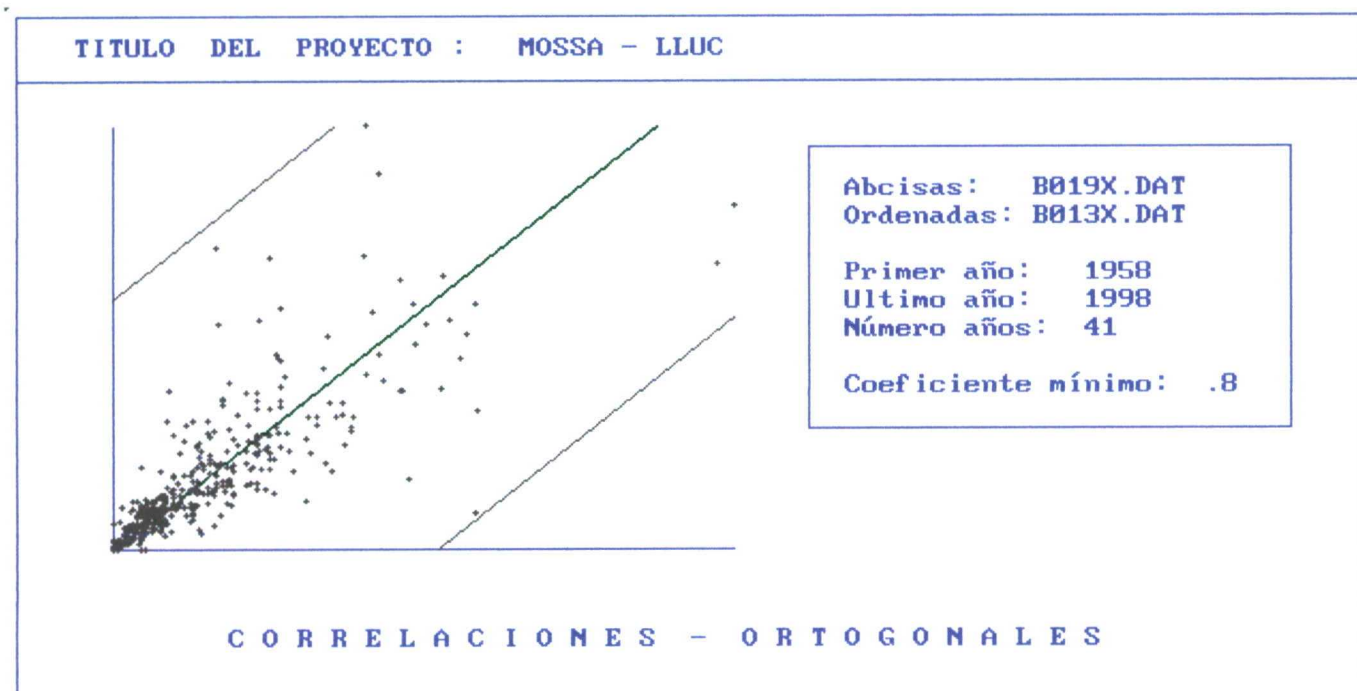 TITULO DEL PROYECTO : MOSSA - LLUC
Abcisas: B019X.DAT
Ordenadas: B013X.DAT
Primer año: 1958
Ultimo año: 1998
Número años: 41
Coeficiente mínimo: .8
C O R R E L A C I O N E S - O R T O G O N A L E S